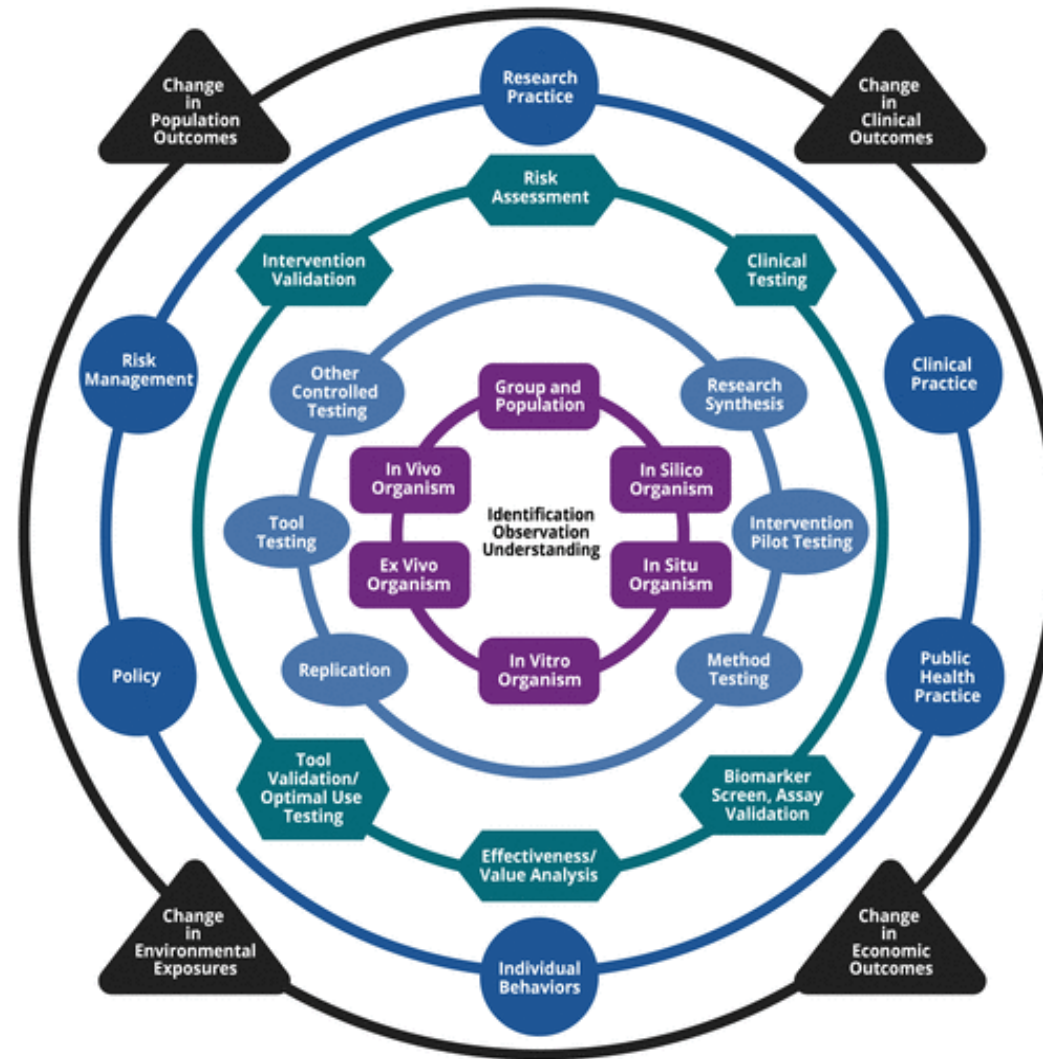 Change
in
Population
Outcomes
Research
Practice
Change
in
Clinical
Outcomes
Risk
Assessment
Intervention
Validation
Clinical
Testing
Risk
Management
Other
Controlled
Testing
Group and
Population
Research
Synthesis
Clinical
Practice
In Vivo
Organism
In Silico
Organism
Tool
Testing
Identification
Observation
Understanding
Intervention
Pilot Testing
Ex Vivo
Organism
In Situ
Organism
Policy
Replication
In Vitro
Organism
Method
Testing
Public
Health
Practice
Tool
Validation/
Optimal Use
Testing
Biomarker
Screen, Assay
Validation
Effectiveness/
Value Analysis
Change
in
Environmental
Exposures
Individual
Behaviors
Change
in
Economic
Outcomes